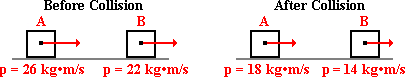 Before Collision After Collision
A B A B
p = 26 kg•m/s p = 22 kg•m/s p = 18 kg•m/s p = 14 kg•m/s